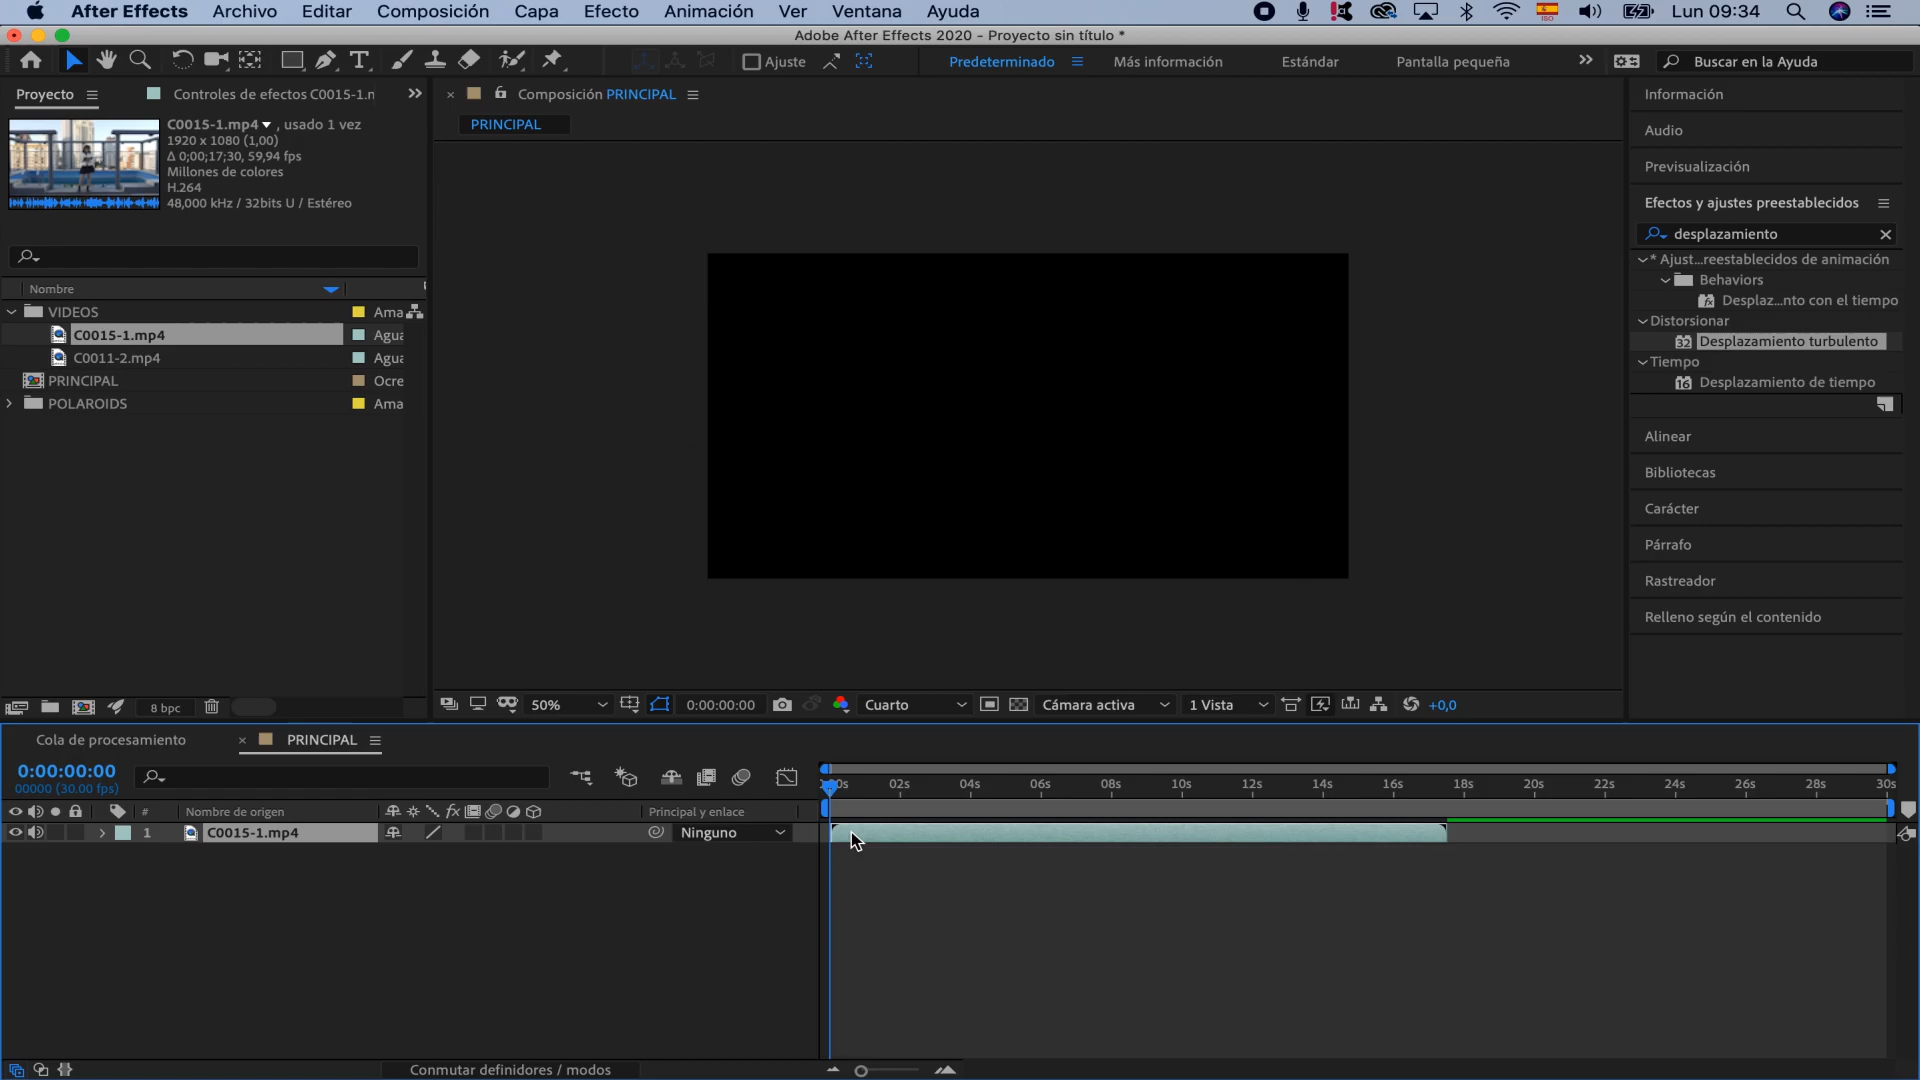 After Effects Archivo Editar Composición Capa Efecto Animación Ver Ventana Ayuda Lun 09:34
Adobe After Effects 2020 - Proyecto sin título *
Ajuste Predeterminado Más información Estándar Pantalla pequeña Buscar en la Ayuda
Proyecto Controles de efectos C0015-1.n
C0015-1.mp4 , usado 1 vez
1920 x 1080 (1,00)
Δ 0;00;17;30, 59,94 fps
Millones de colores
H.264
48,000 kHz / 32bits U / Estéreo
Nombre
VIDEOS Ama
C0015-1.mp4 Agua
C0011-2.mp4 Agua
PRINCIPAL Ocre
POLAROIDS Ama
8 bpc
Composición PRINCIPAL
PRINCIPAL
50% 0:00:00:00 Cuarto Cámara activa 1 Vista +0,0
Información
Audio
Previsualización
Efectos y ajustes preestablecidos
desplazamiento
* Ajust...reestablecidos de animación
Behaviors
Desplaz...nto con el tiempo
Distorsionar
32 Desplazamiento turbulento
Tiempo
16 Desplazamiento de tiempo
Alinear
Bibliotecas
Carácter
Párrafo
Rastreador
Relleno según el contenido
Cola de procesamiento PRINCIPAL
0:00:00:00
00000 (30.00 fps)
00s 02s 04s 06s 08s 10s 12s 14s 16s 18s 20s 22s 24s 26s 28s 30s
# Nombre de origen fx Principal y enlace
1 C0015-1.mp4 Ninguno
Conmutar definidores / modos